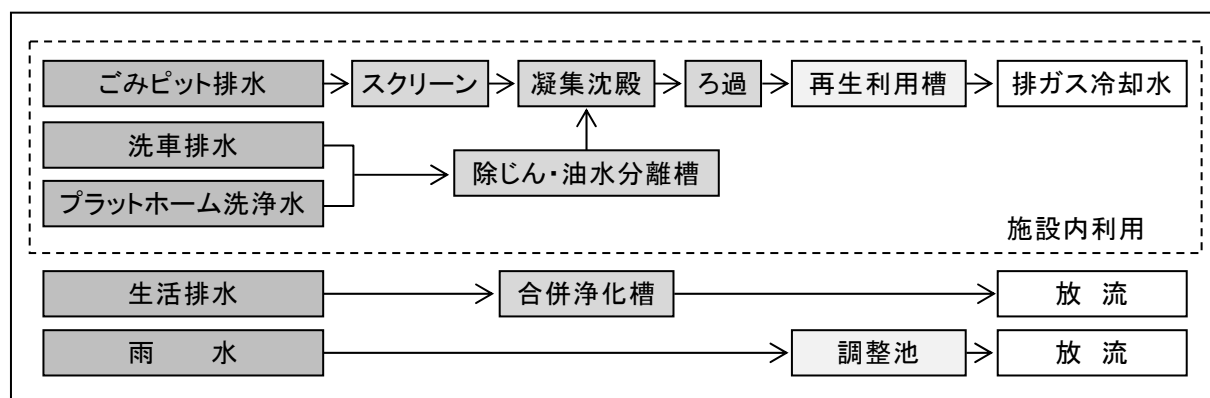 ごみピット排水
スクリーン
凝集沈殿
ろ過
再生利用槽
排ガス冷却水
洗車排水
プラットホーム洗浄水
除じん・油水分離槽
施設内利用
生活排水
合併浄化槽
放 流
雨 水
調整池
放 流